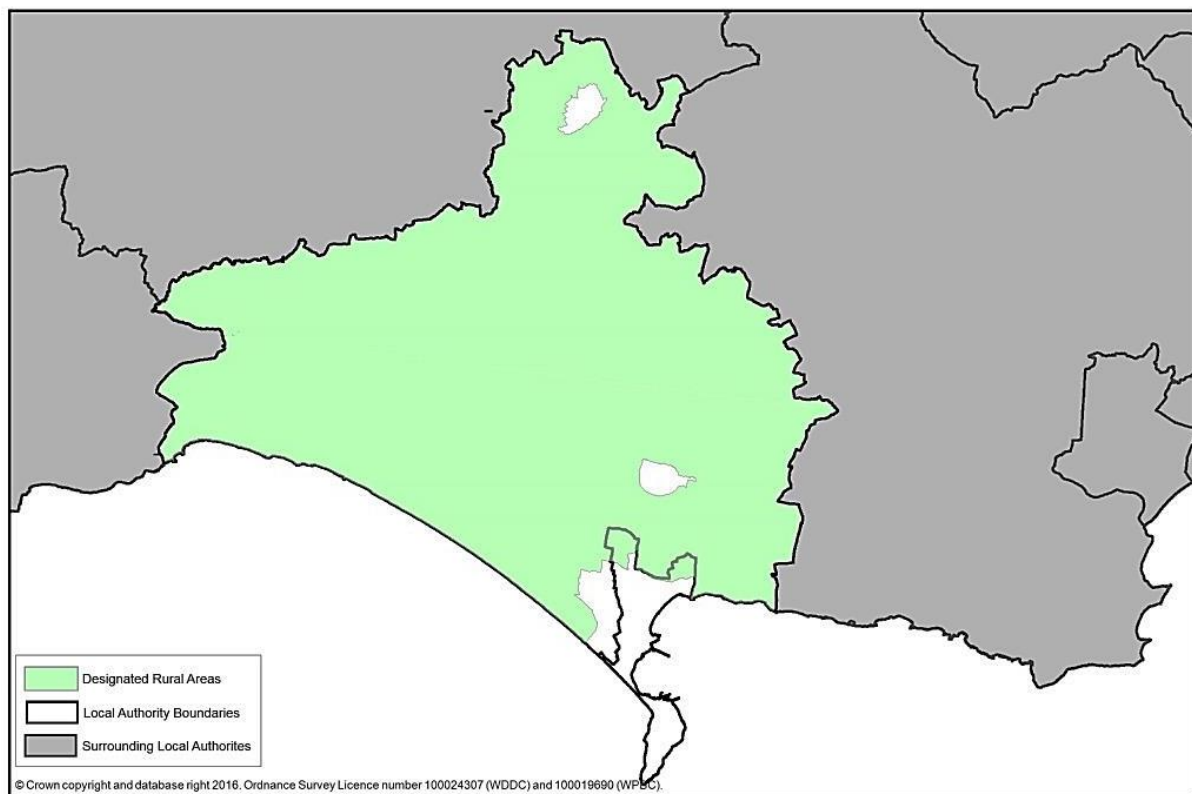 Designated Rural Areas
Local Authority Boundaries
Surrounding Local Authorites
© Crown copyright and database right 2016. Ordnance Survey Licence number 100024307 (WDDC) and 100019690 (WPBC).